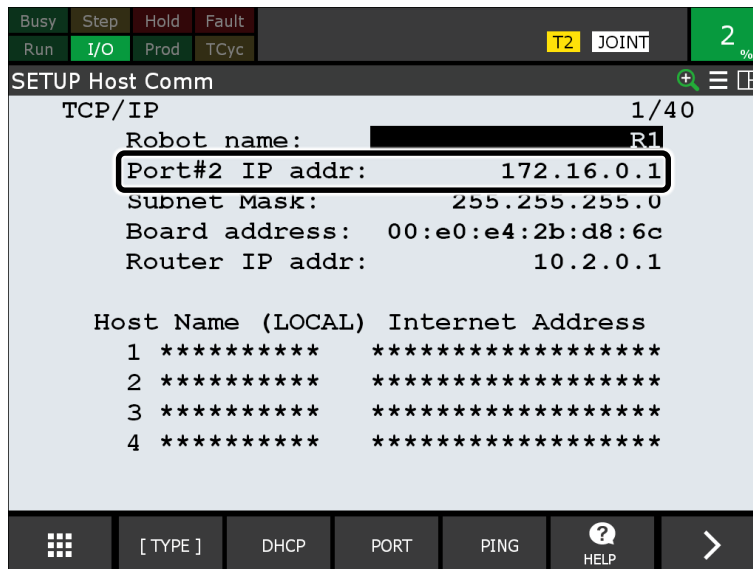 Busy Step Hold Fault
Run I/O Prod TCyc T2 JOINT 2 %
SETUP Host Comm
TCP/IP 1/40
Robot name: R1
Port#2 IP addr: 172.16.0.1
Subnet Mask: 255.255.255.0
Board address: 00:e0:e4:2b:d8:6c
Router IP addr: 10.2.0.1
Host Name (LOCAL) Internet Address
1 ********** ******************
2 ********** ******************
3 ********** ******************
4 ********** ******************
[ TYPE ] DHCP PORT PING ? HELP